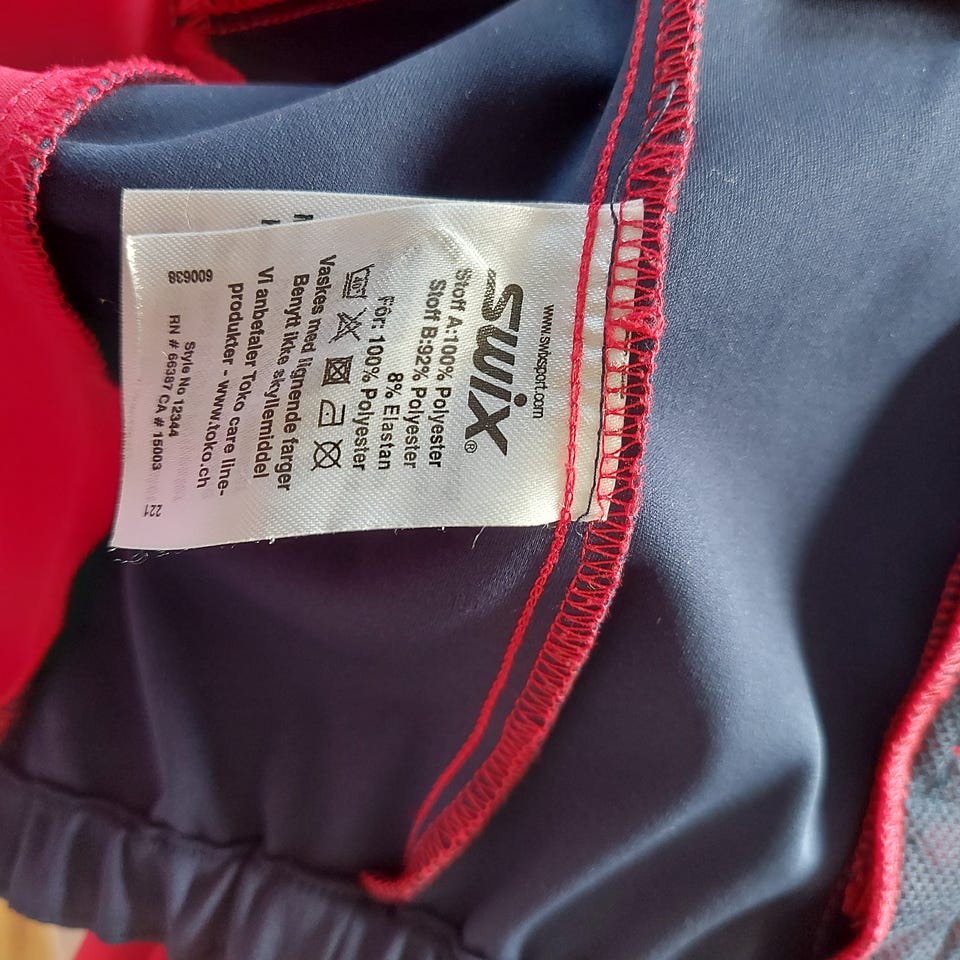 www.swixsport.com
SWIX®
Stoff A:100% Polyester
Stoff B:92% Polyester
8% Elastan
Fôr: 100% Polyester
40°
Vaskes med lignende farger
Benytt ikke skyllemiddel
Vi anbefaler Toko care line-
produkter - www.toko.ch
600638
Style No 12344
RN # 66387 CA # 15003
221